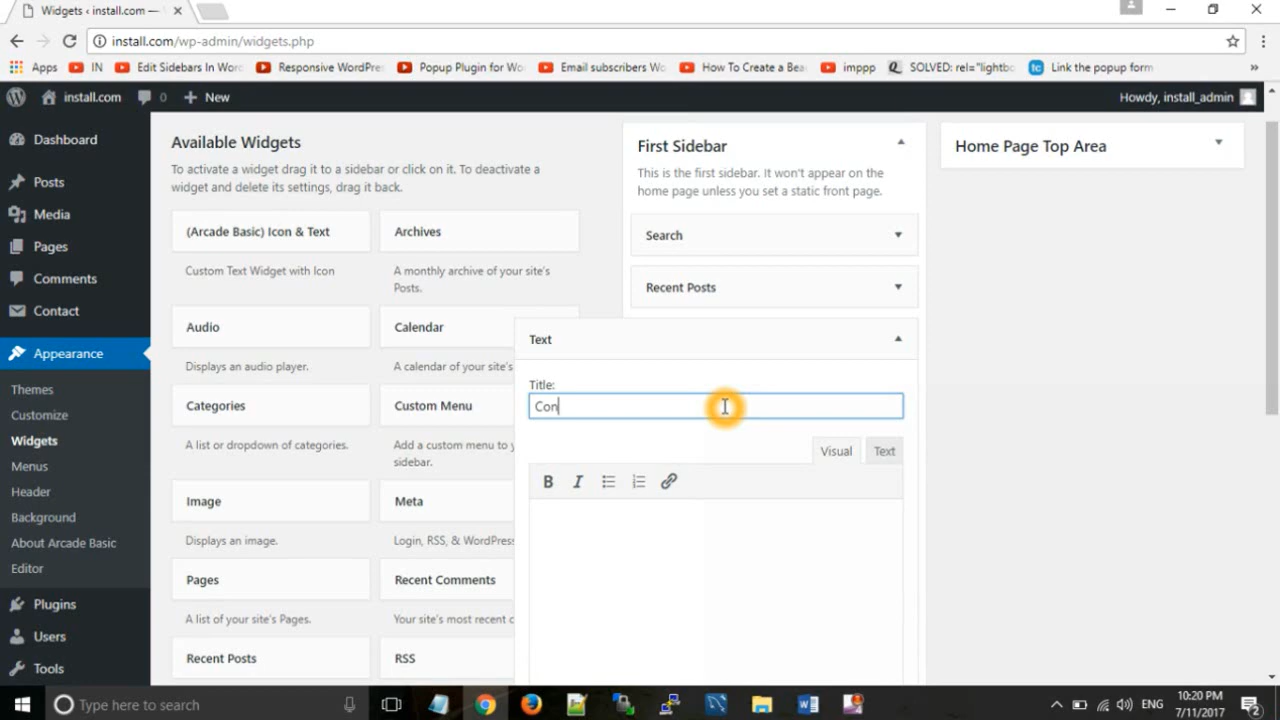 Widgets ‹ install.com —
install.com/wp-admin/widgets.php
Apps
IN
Edit Sidebars In Word
Responsive WordPre
Popup Plugin for Wo
Email subscribers Wo
How To Create a Bea
imppp
SOLVED: rel="lightbo
Link the popup form
»
install.com
0
New
Howdy, install_admin
Dashboard
Posts
Media
Pages
Comments
Contact
Appearance
Themes
Customize
Widgets
Menus
Header
Background
About Arcade Basic
Editor
Plugins
Users
Tools
Available Widgets
To activate a widget drag it to a sidebar or click on it. To deactivate a
widget and delete its settings, drag it back.
(Arcade Basic) Icon & Text
Custom Text Widget with Icon
Archives
A monthly archive of your site's
Posts.
Audio
Displays an audio player.
Calendar
A calendar of your site's
Categories
A list or dropdown of categories.
Custom Menu
Add a custom menu to y
sidebar.
Image
Displays an image.
Meta
Login, RSS, & WordPress
Pages
A list of your site's Pages.
Recent Comments
Your site's most recent c
Recent Posts
RSS
First Sidebar
This is the first sidebar. It won't appear on the
home page unless you set a static front page.
Search
Recent Posts
Text
Title:
Con
Visual
Text
B
I
Home Page Top Area
Type here to search
ENG
10:20 PM
7/11/2017
2